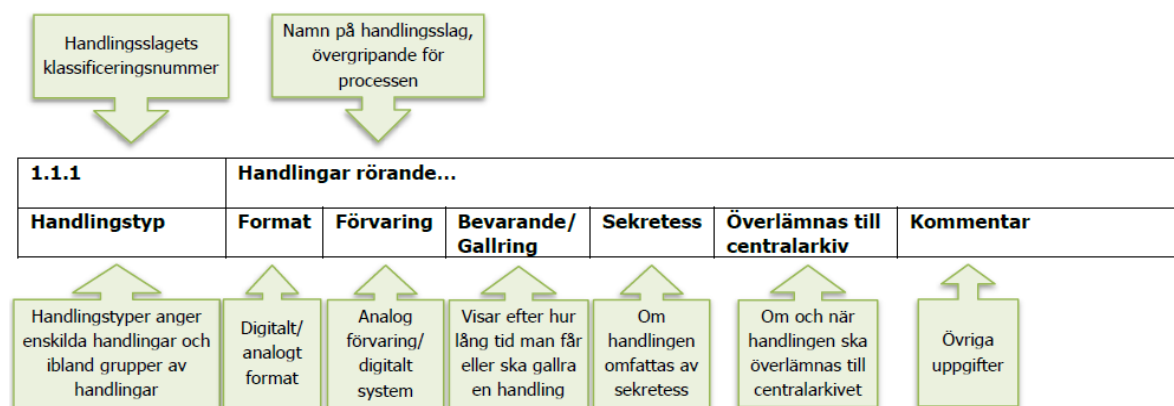 Handlingsslagets
klassificeringsnummer
Namn på handlingsslag,
övergripande för
processen
1.1.1
Handlingar rörande...
Handlingstyp
Format
Förvaring
Bevarande/
Gallring
Sekretess
Överlämnas till
centralarkiv
Kommentar
Handlingstyper anger
enskilda handlingar och
ibland grupper av
handlingar
Digitalt/
analogt
format
Analog
förvaring/
digitalt
system
Visar efter hur
lång tid man får
eller ska gallra
en handling
Om
handlingen
omfattas av
sekretess
Om och när
handlingen ska
överlämnas till
centralarkivet
Övriga
uppgifter